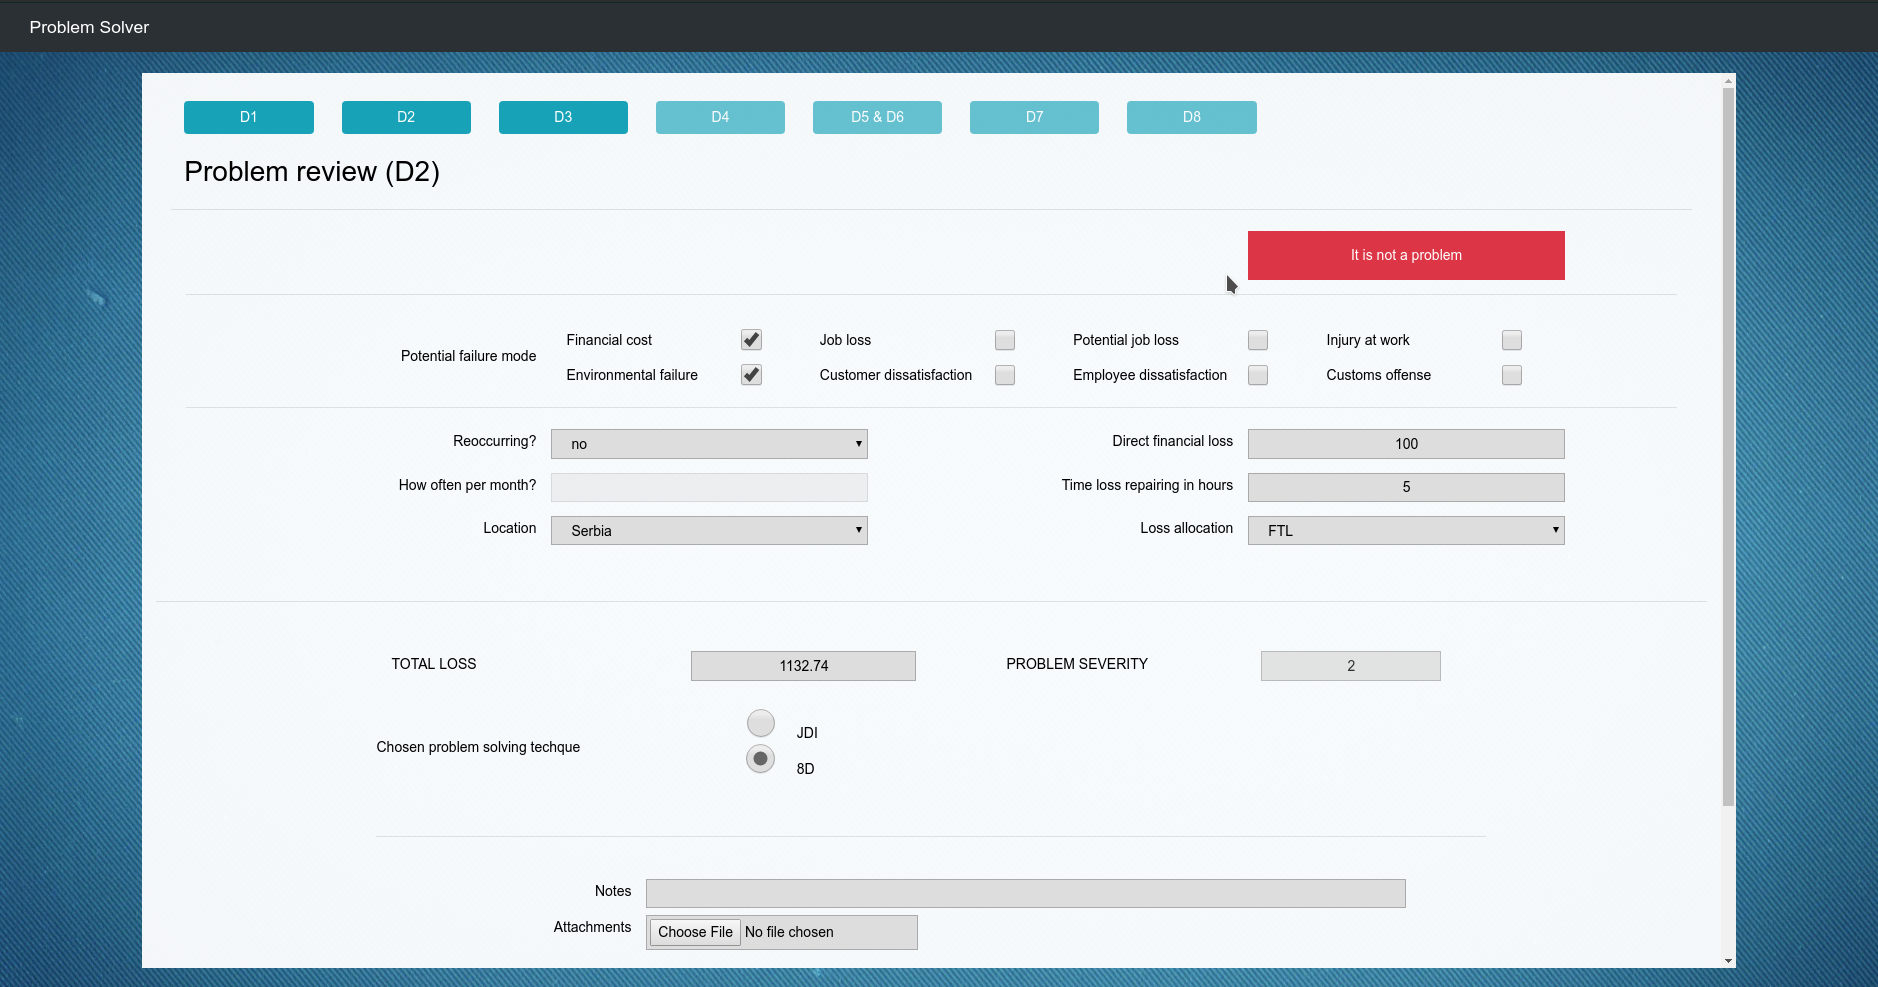 Problem Solver
D1 D2 D3 D4 D5 & D6 D7 D8
Problem review (D2)
It is not a problem
Potential failure mode
Financial cost Job loss Potential job loss Injury at work
Environmental failure Customer dissatisfaction Employee dissatisfaction Customs offense
Reoccurring? no Direct financial loss 100
How often per month? Time loss repairing in hours 5
Location Serbia Loss allocation FTL
TOTAL LOSS 1132.74 PROBLEM SEVERITY 2
Chosen problem solving techque
JDI
8D
Notes
Attachments Choose File No file chosen